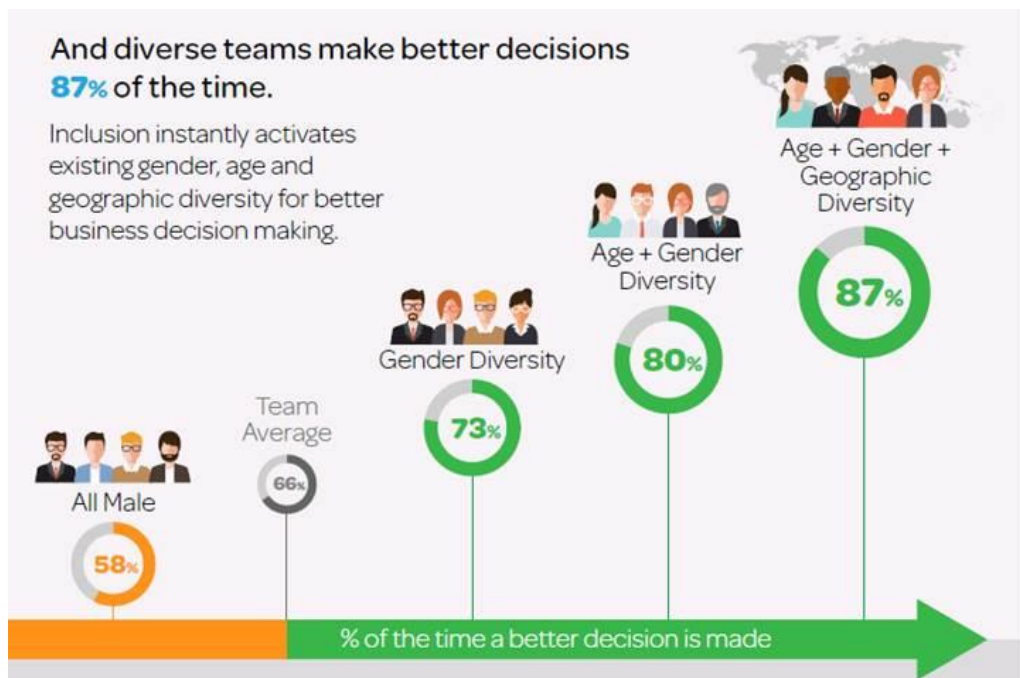 And diverse teams make better decisions
87% of the time.
Inclusion instantly activates
existing gender, age and
geographic diversity for better
business decision making.
All Male
58%
Team
Average
66%
Gender Diversity
73%
Age + Gender
Diversity
80%
Age + Gender +
Geographic
Diversity
87%
% of the time a better decision is made